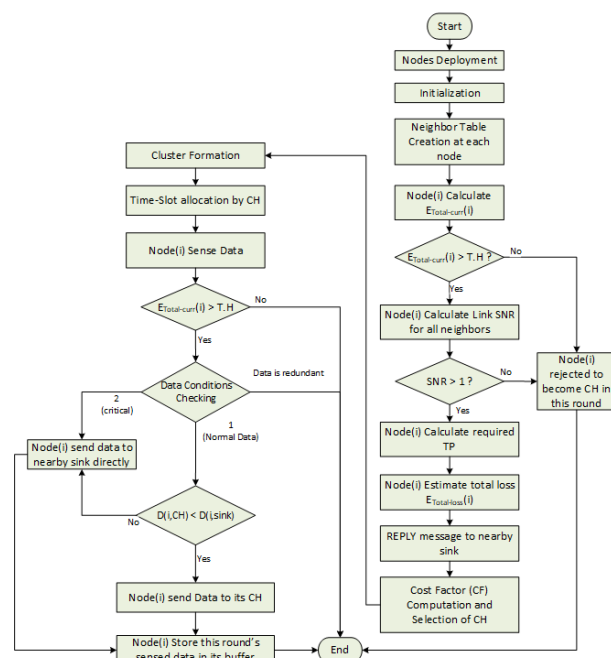 Start
Nodes Deployment
Initialization
Neighbor Table
Creation at each
node
Node(i) Calculate
ETotal-curr(i)
ETotal-curr(i) > T.H ?
No
Yes
Node(i) Calculate Link SNR
for all neighbors
SNR > 1 ?
No
Node(i)
rejected to
become CH in
this round
Yes
Node(i) Calculate required
TP
Node(i) Estimate total loss
ETotal-loss(i)
REPLY message to nearby
sink
Cost Factor (CF)
Computation and
Selection of CH
Cluster Formation
Time-Slot allocation by CH
Node(i) Sense Data
ETotal-curr(i) > T.H
No
Yes
Data Conditions
Checking
Data is redundant
2
(critical)
1
(Normal Data)
Node(i) send data to
nearby sink directly
D(i,CH) < D(i,sink)
No
Yes
Node(i) send Data to its CH
Node(i) Store this round's
sensed data in its buffer
End